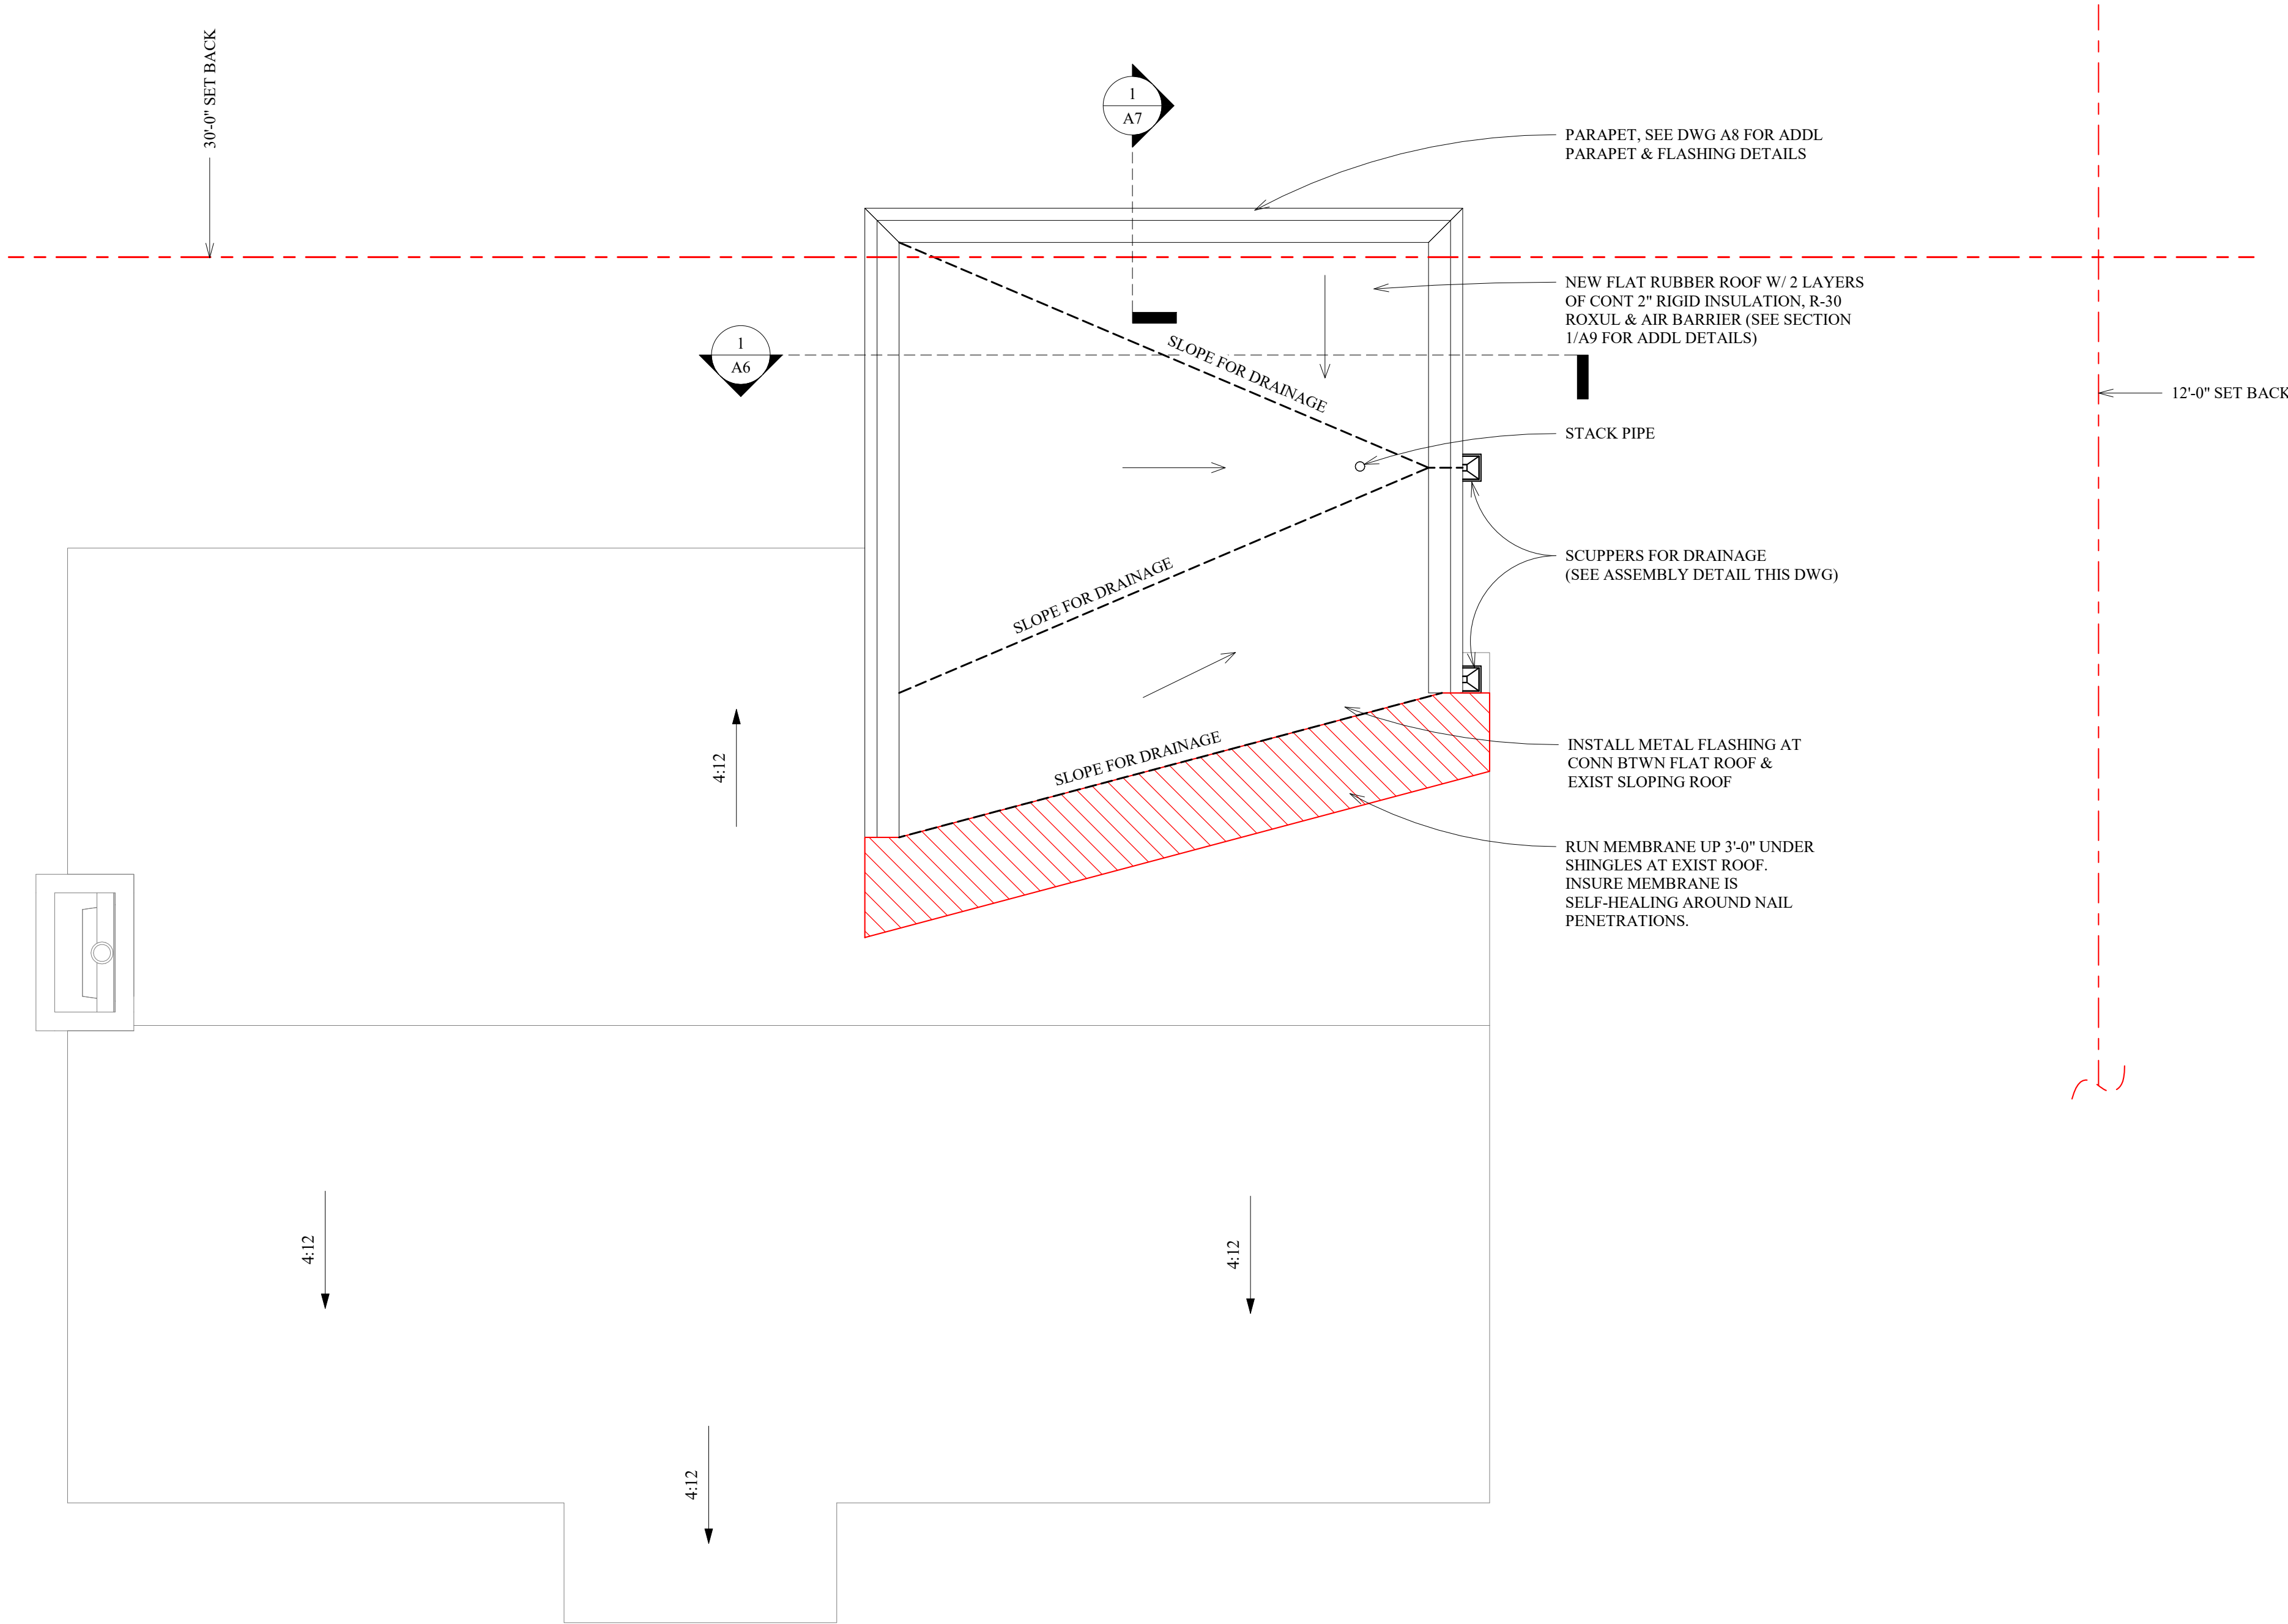 30'-0" SET BACK
1
A7
PARAPET, SEE DWG A8 FOR ADDL
PARAPET & FLASHING DETAILS
NEW FLAT RUBBER ROOF W/ 2 LAYERS
OF CONT 2" RIGID INSULATION, R-30
ROXUL & AIR BARRIER (SEE SECTION
1/A9 FOR ADDL DETAILS)
1
A6
SLOPE FOR DRAINAGE
12'-0" SET BACK
STACK PIPE
SCUPPERS FOR DRAINAGE
(SEE ASSEMBLY DETAIL THIS DWG)
SLOPE FOR DRAINAGE
SLOPE FOR DRAINAGE
4:12
INSTALL METAL FLASHING AT
CONN BTWN FLAT ROOF &
EXIST SLOPING ROOF
RUN MEMBRANE UP 3'-0" UNDER
SHINGLES AT EXIST ROOF.
INSURE MEMBRANE IS
SELF-HEALING AROUND NAIL
PENETRATIONS.
4:12
4:12
4:12